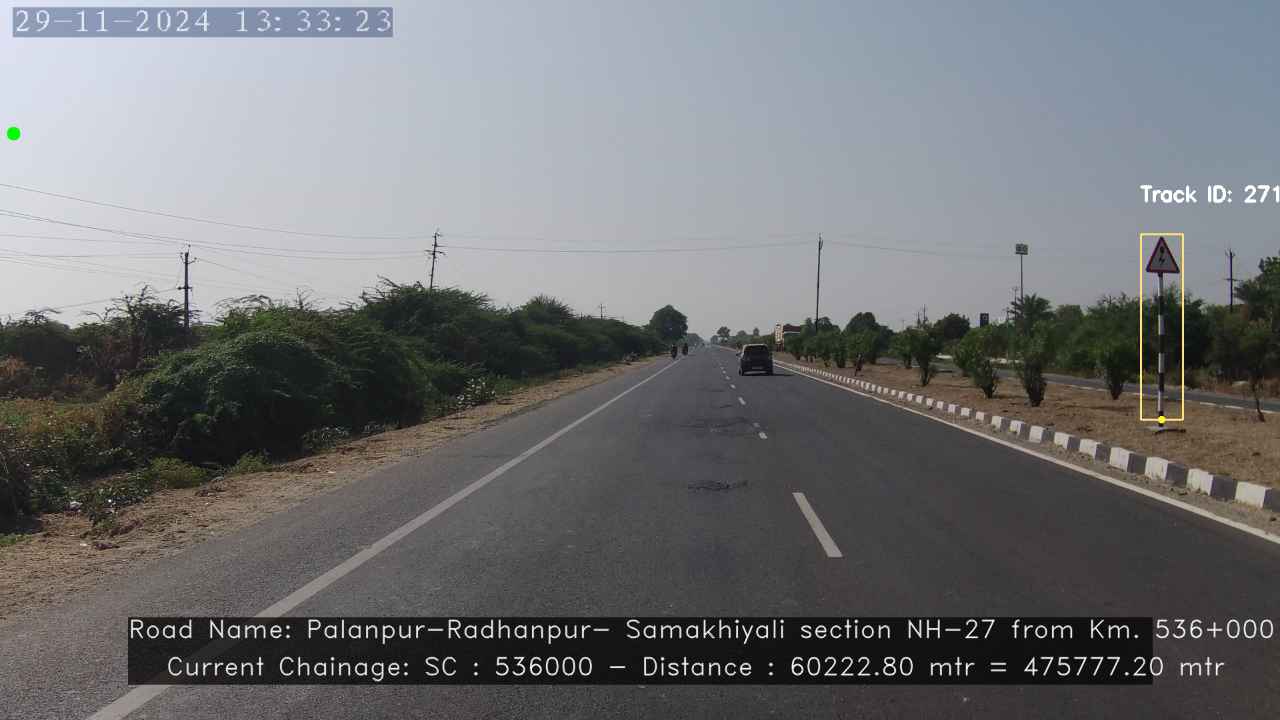 29-11-2024 13:33:23
Track ID: 271
Road Name: Palanpur-Radhanpur- Samakhiyali section NH-27 from Km. 536+000
Current Chainage: SC : 536000 - Distance : 60222.80 mtr = 475777.20 mtr